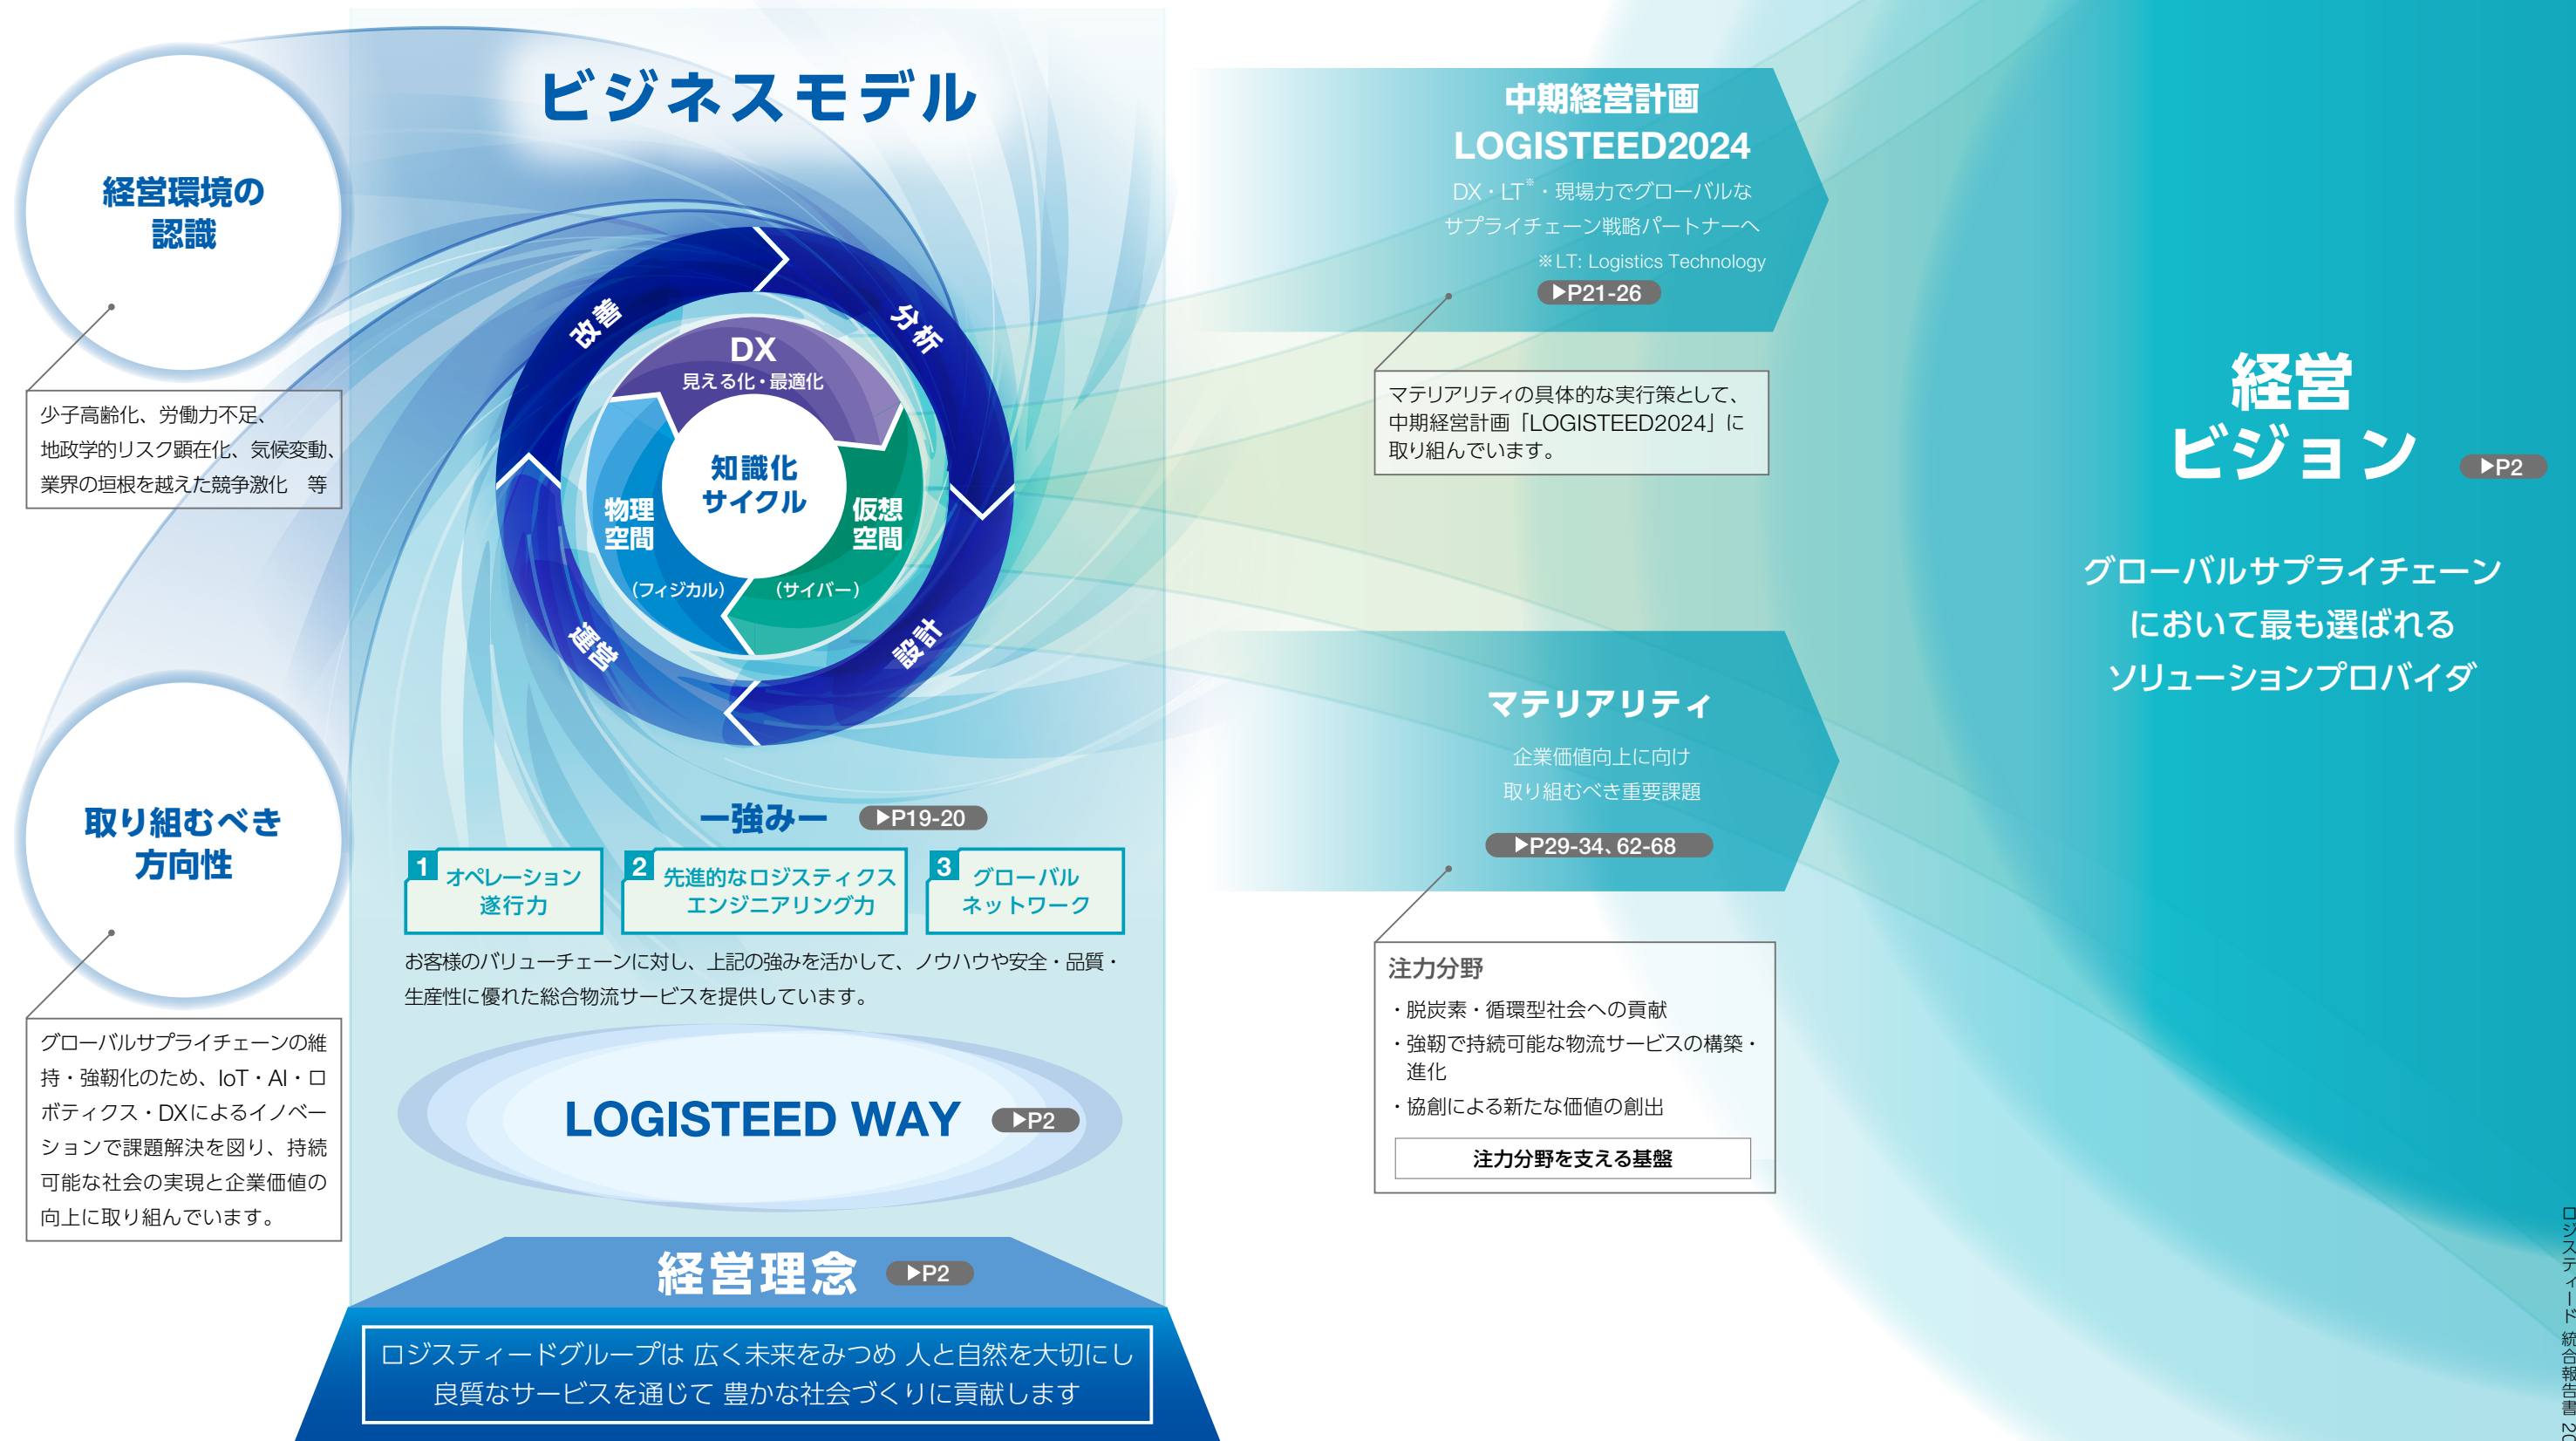 経営環境の
認識
少子高齢化、労働力不足、
地政学的リスク顕在化、気候変動、
業界の垣根を越えた競争激化　等
取り組むべき
方向性
グローバルサプライチェーンの維
持・強靭化のため、IoT・AI・ロ
ボティクス・DXによるイノベー
ションで課題解決を図り、持続
可能な社会の実現と企業価値の
向上に取り組んでいます。
ビジネスモデル
改善
分析
設計
運営
DX
見える化・最適化
知識化
サイクル
物理
空間
（フィジカル）
仮想
空間
（サイバー）
ー強みー
▶P19-20
1
オペレーション
遂行力
2
先進的なロジスティクス
エンジニアリング力
3
グローバル
ネットワーク
お客様のバリューチェーンに対し、上記の強みを活かして、ノウハウや安全・品質・
生産性に優れた総合物流サービスを提供しています。
LOGISTEED WAY
▶P2
経営理念
▶P2
ロジスティードグループは 広く未来をみつめ 人と自然を大切にし
良質なサービスを通じて 豊かな社会づくりに貢献します
中期経営計画
LOGISTEED2024
DX・LT※・現場力でグローバルな
サプライチェーン戦略パートナーへ
※LT: Logistics Technology
▶P21-26
マテリアリティの具体的な実行策として、
中期経営計画「LOGISTEED2024」に
取り組んでいます。
マテリアリティ
企業価値向上に向け
取り組むべき重要課題
▶P29-34、62-68
注力分野
・脱炭素・循環型社会への貢献
・強靭で持続可能な物流サービスの構築・
進化
・協創による新たな価値の創出
注力分野を支える基盤
経営
ビジョン
▶P2
グローバルサプライチェーン
において最も選ばれる
ソリューションプロバイダ
ロジスティード 統合報告書